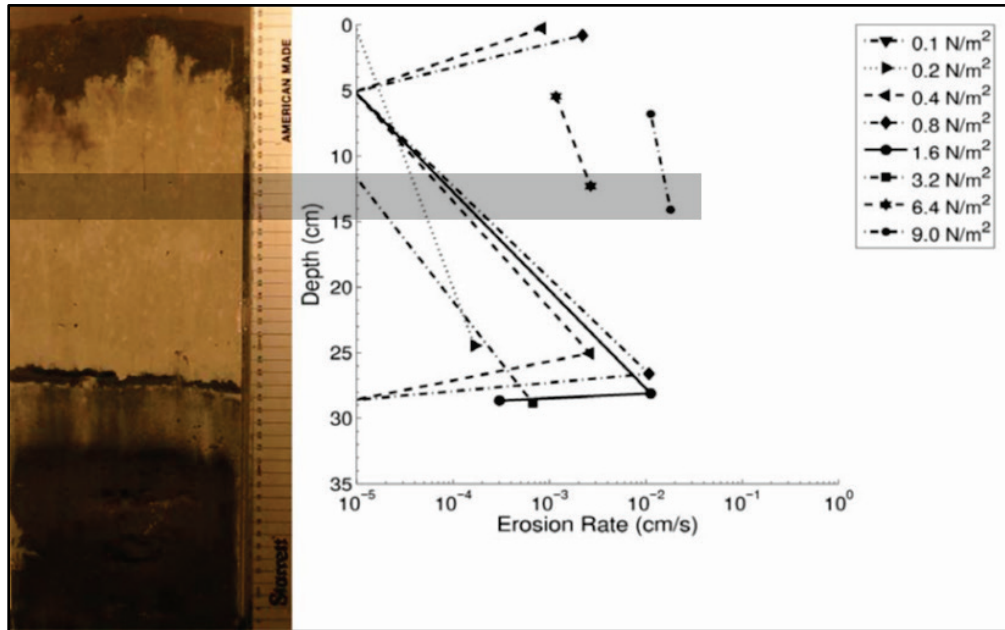 AMERICAN MADE
Starrett
Depth (cm)
0
5
10
15
20
25
30
35
10^-5
10^-4
10^-3
10^-2
10^-1
10^0
Erosion Rate (cm/s)
0.1 N/m^2
0.2 N/m^2
0.4 N/m^2
0.8 N/m^2
1.6 N/m^2
3.2 N/m^2
6.4 N/m^2
9.0 N/m^2